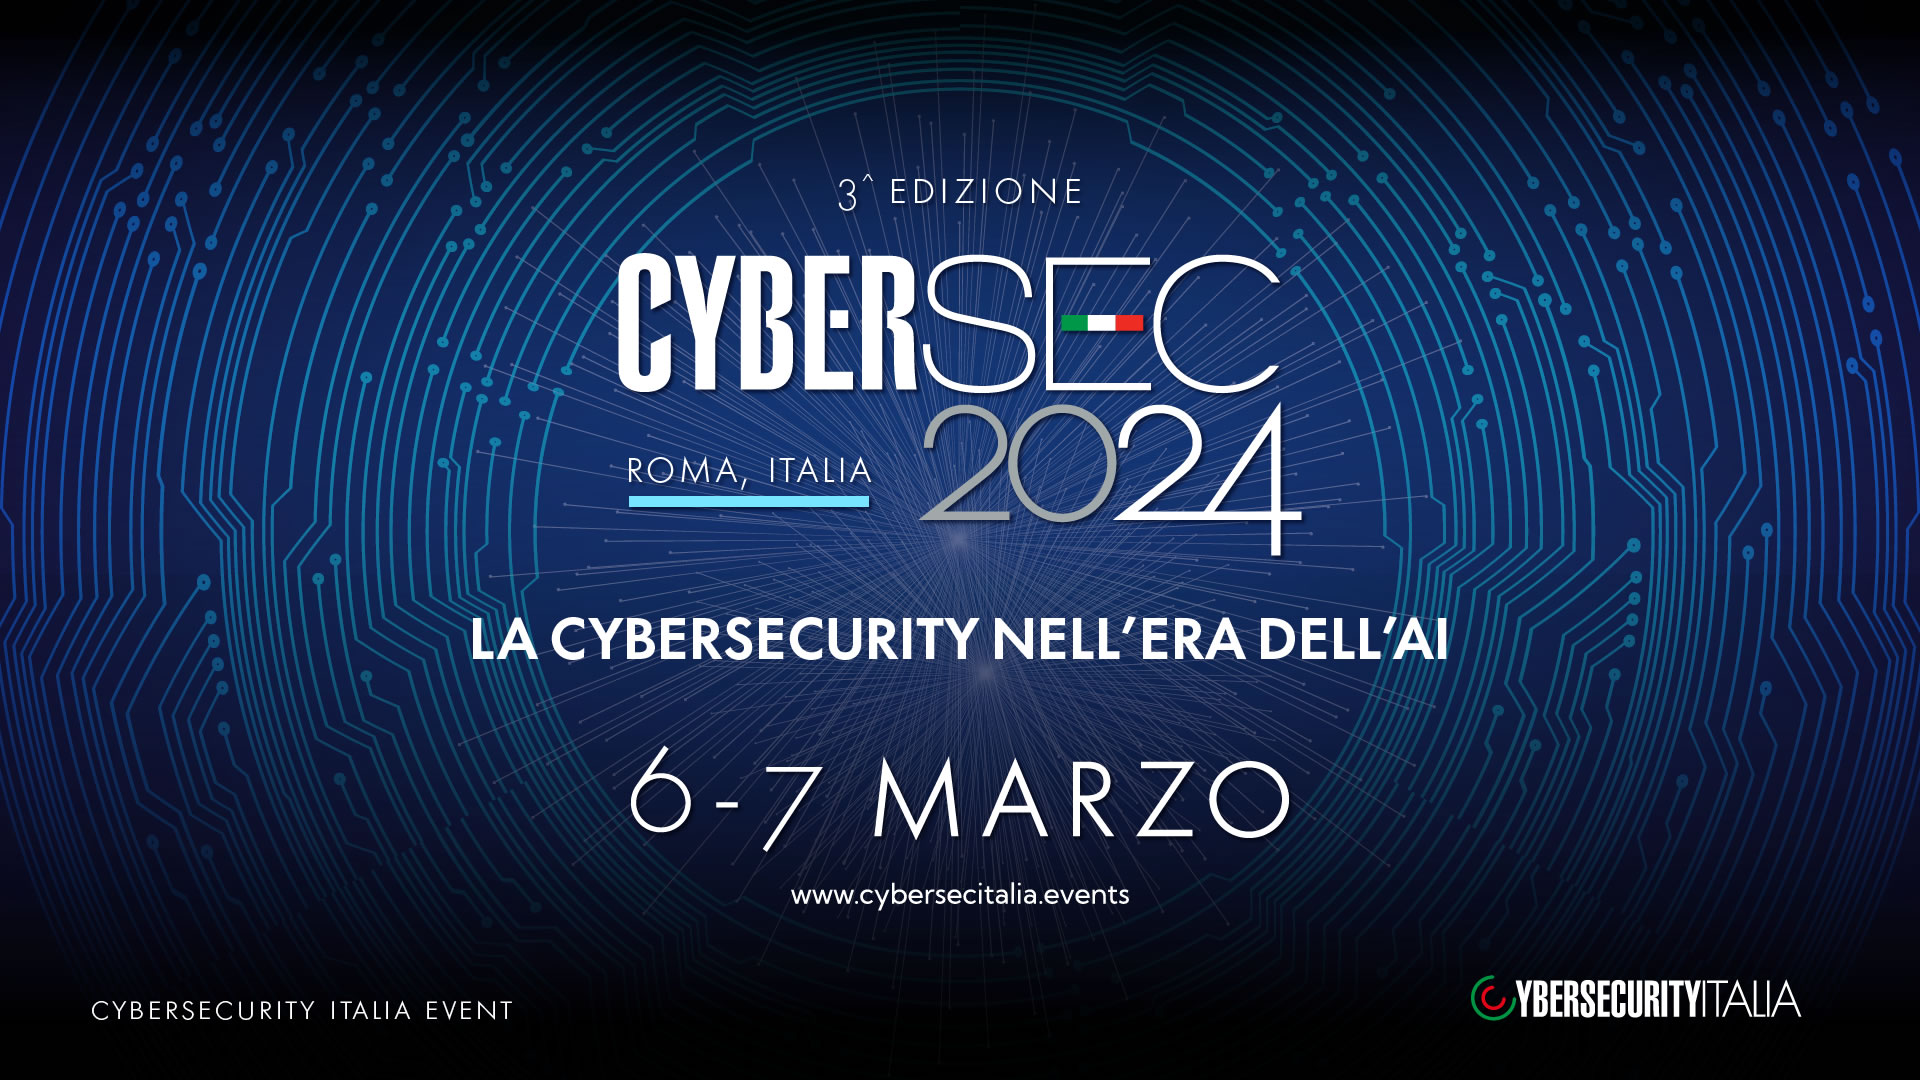 3^ EDIZIONE
CYBERSEC
ROMA, ITALIA
2024
LA CYBERSECURITY NELL'ERA DELL'AI
6-7 MARZO
www.cybersecitalia.events
CYBERSECURITY ITALIA EVENT
CYBERSECURITYITALIA